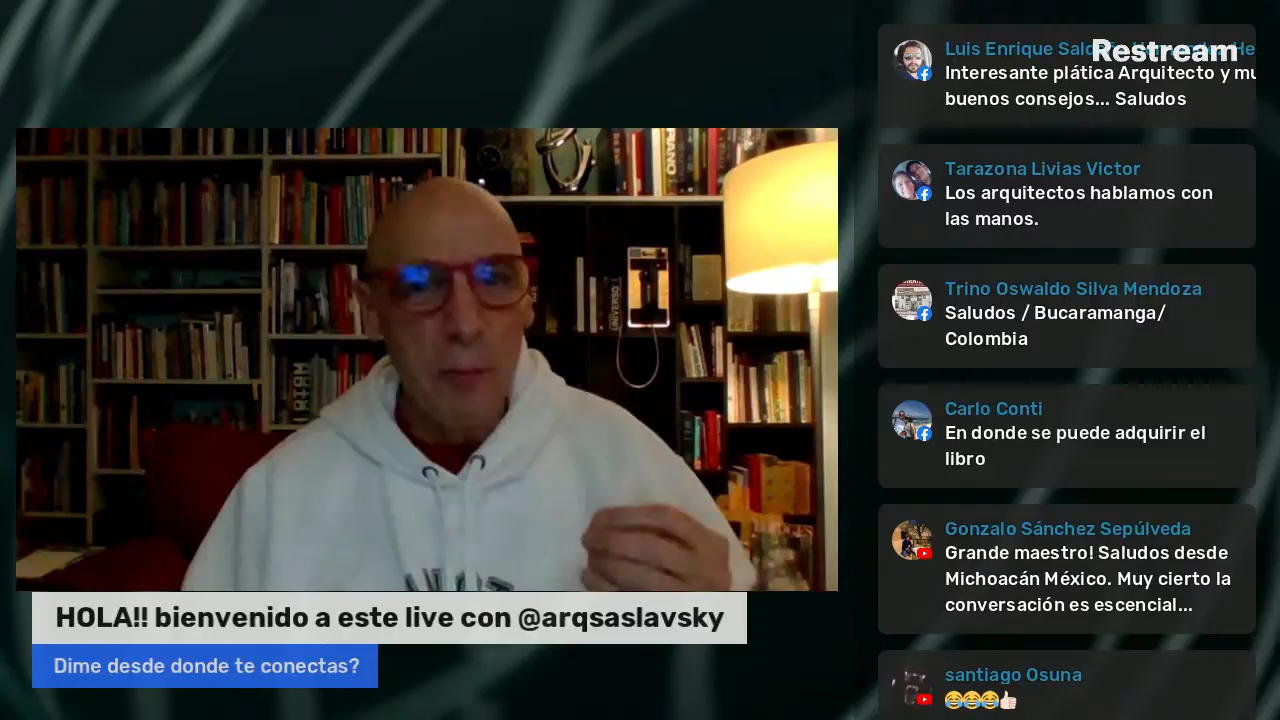 Restream
Luis Enrique
Interesante plática Arquitecto y mu
buenos consejos... Saludos
Tarazona Livias Victor
Los arquitectos hablamos con
las manos.
Trino Oswaldo Silva Mendoza
Saludos / Bucaramanga/
Colombia
Carlo Conti
En donde se puede adquirir el
libro
Gonzalo Sánchez Sepúlveda
Grande maestro! Saludos desde
Michoacán México. Muy cierto la
conversación es escencial...
santiago Osuna
😂😂😂👍🏻
UNIVERSO
HOLA!! bienvenido a este live con @arqsaslavsky
Dime desde donde te conectas?